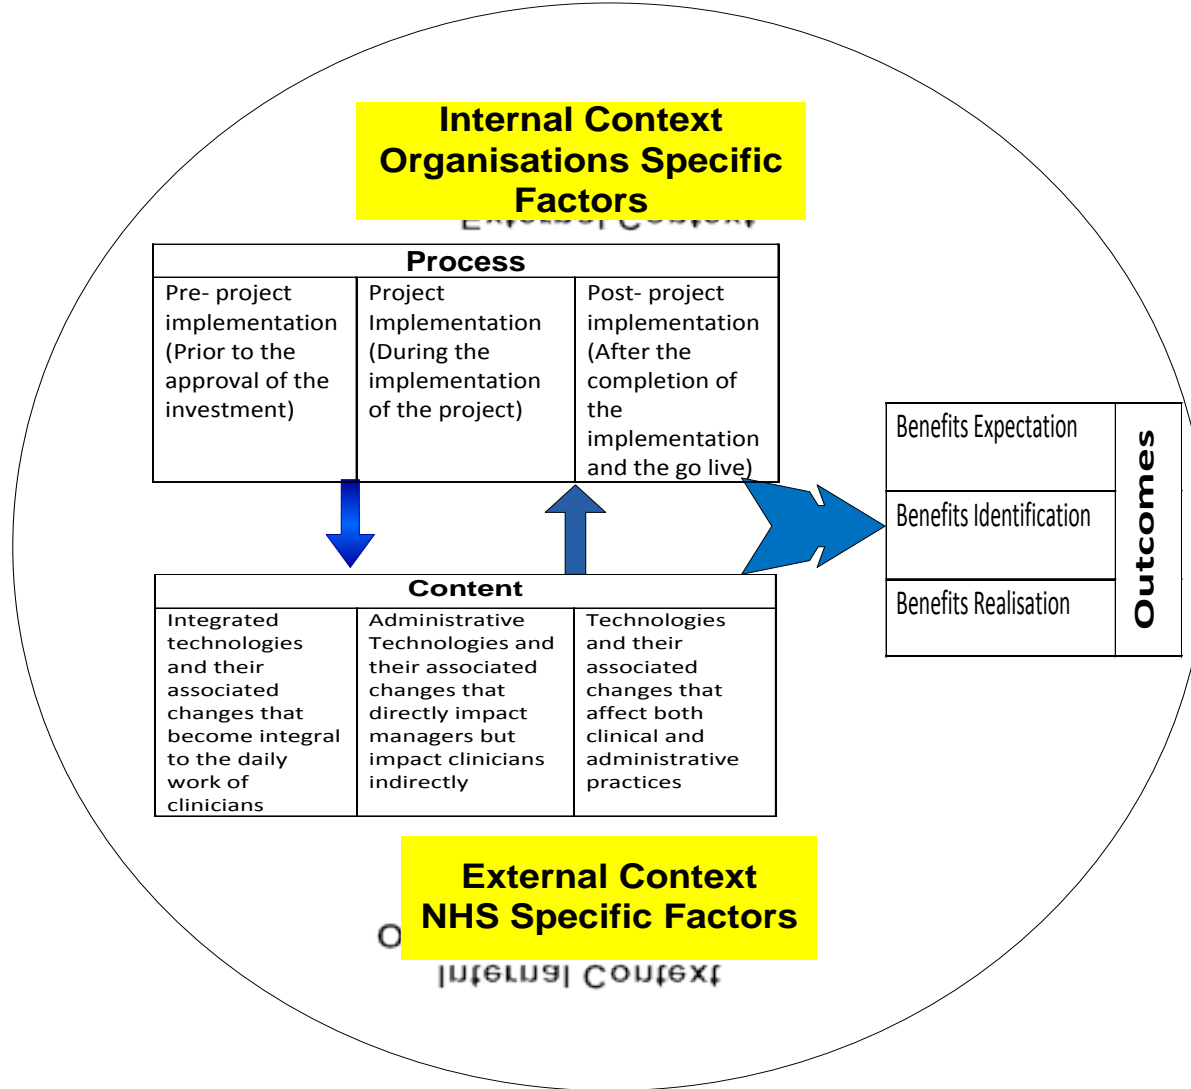 Internal Context
Organisations Specific
Factors
External Context
Process
Pre- project
implementation
(Prior to the
approval of the
investment)
Project
Implementation
(During the
implementation
of the project)
Post- project
implementation
(After the
completion of
the
implementation
and the go live)
Benefits Expectation
Benefits Identification
Benefits Realisation
Outcomes
Content
Integrated
technologies
and their
associated
changes that
become integral
to the daily
work of
clinicians
Administrative
Technologies and
their associated
changes that
directly impact
managers but
impact clinicians
indirectly
Technologies
and their
associated
changes that
affect both
clinical and
administrative
practices
External Context
NHS Specific Factors
Internal Context